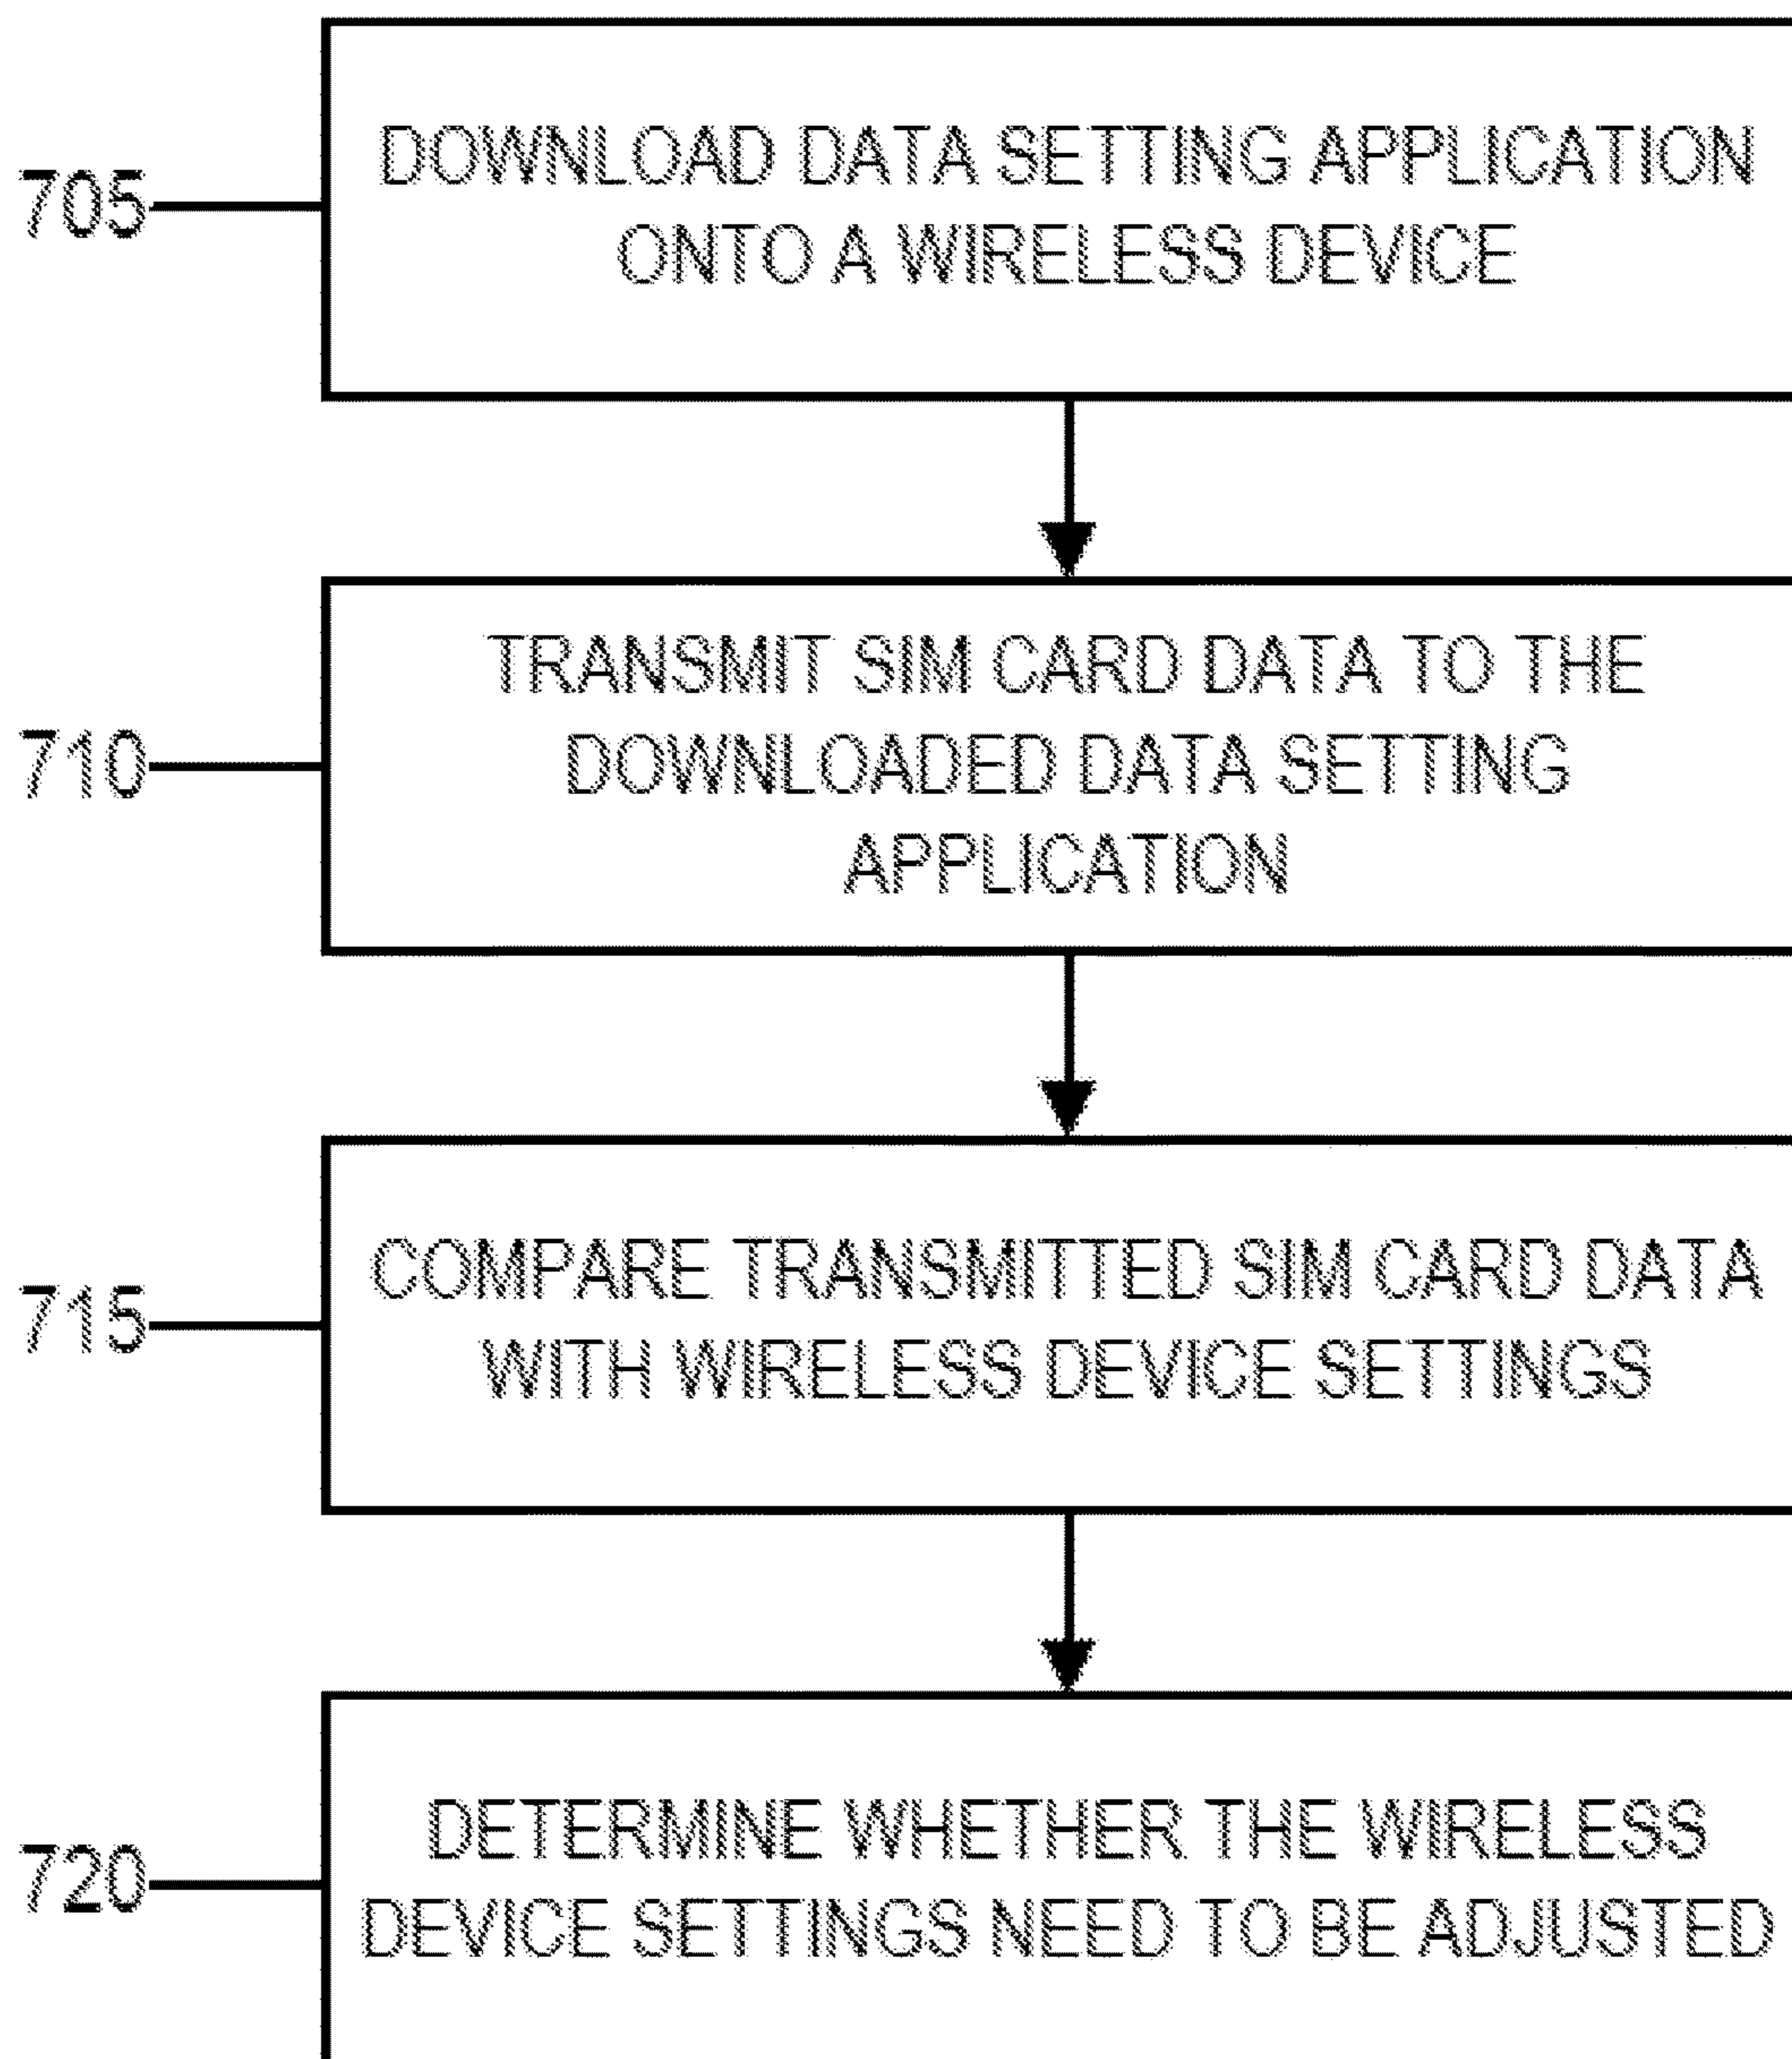 705
DOWNLOAD DATA SETTING APPLICATION
ONTO A WIRELESS DEVICE
710
TRANSMIT SIM CARD DATA TO THE
DOWNLOADED DATA SETTING
APPLICATION
715
COMPARE TRANSMITTED SIM CARD DATA
WITH WIRELESS DEVICE SETTINGS
720
DETERMINE WHETHER THE WIRELESS
DEVICE SETTINGS NEED TO BE ADJUSTED